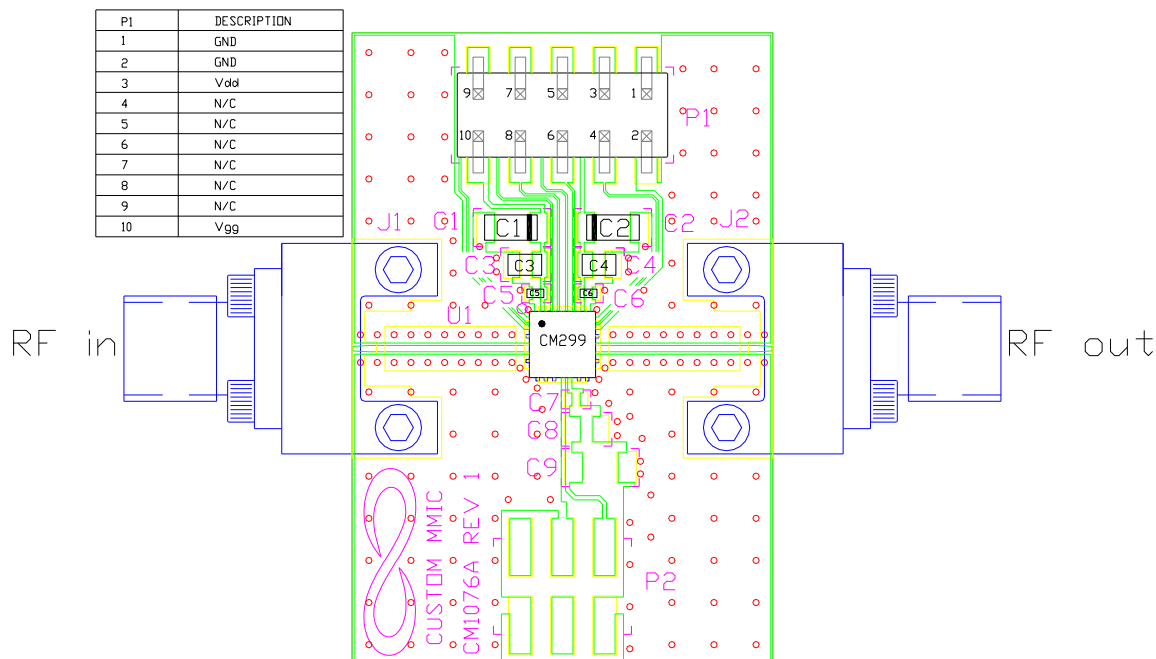 P1 DESCRIPTION
1 GND
2 GND
3 Vdd
4 N/C
5 N/C
6 N/C
7 N/C
8 N/C
9 N/C
10 Vgg
9 7 5 3 1
10 8 6 4 2
P1
J1 C1 C1 C2 C2 J2
C3 C3 C4 C4
C5 C5 C6 C6
U1
CM299
RF in
RF out
C7
C8
C9
CUSTOM MMIC
CM1076A REV 1
P2